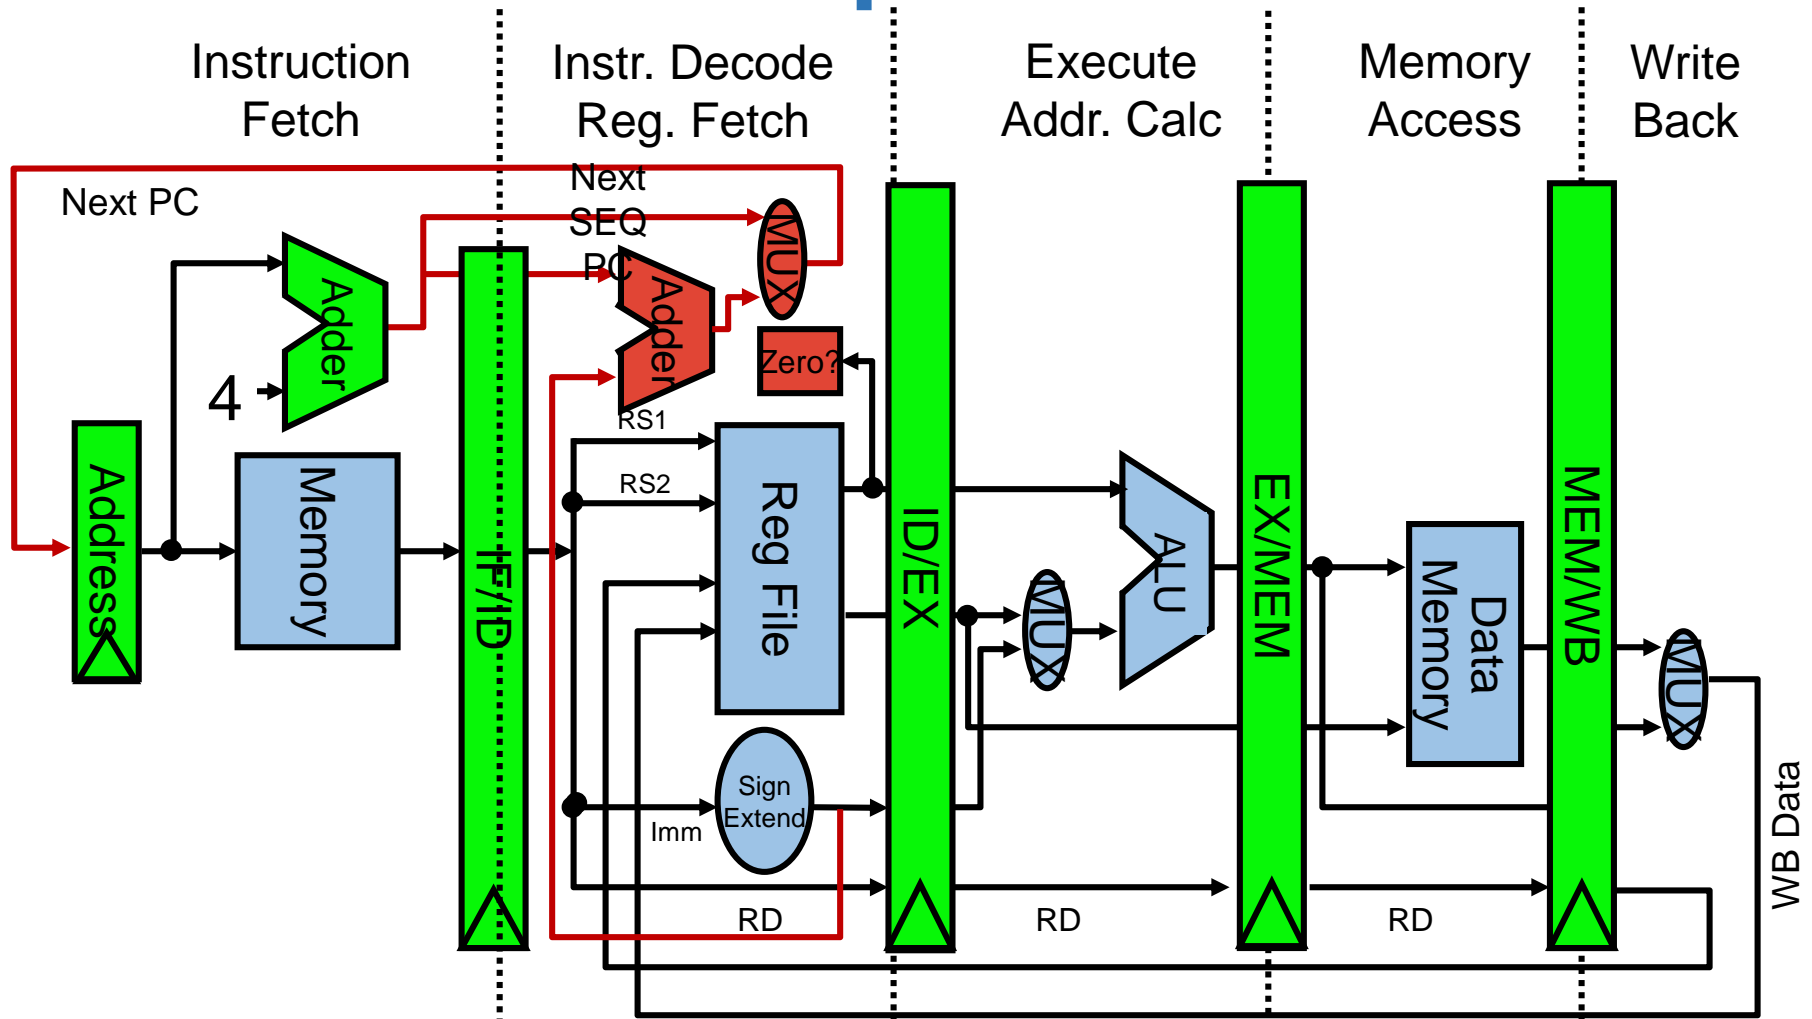 Instruction
Fetch
Instr. Decode
Reg. Fetch
Execute
Addr. Calc
Memory
Access
Write
Back
Next PC
Next
SEQ
PC
MUX
Adder
Adder
Zero?
4
RS1
RS2
Address
Memory
IF/ID
Reg File
ID/EX
MUX
ALU
EX/MEM
Data
Memory
MEM/WB
MUX
Sign
Extend
Imm
RD
RD
RD
WB Data